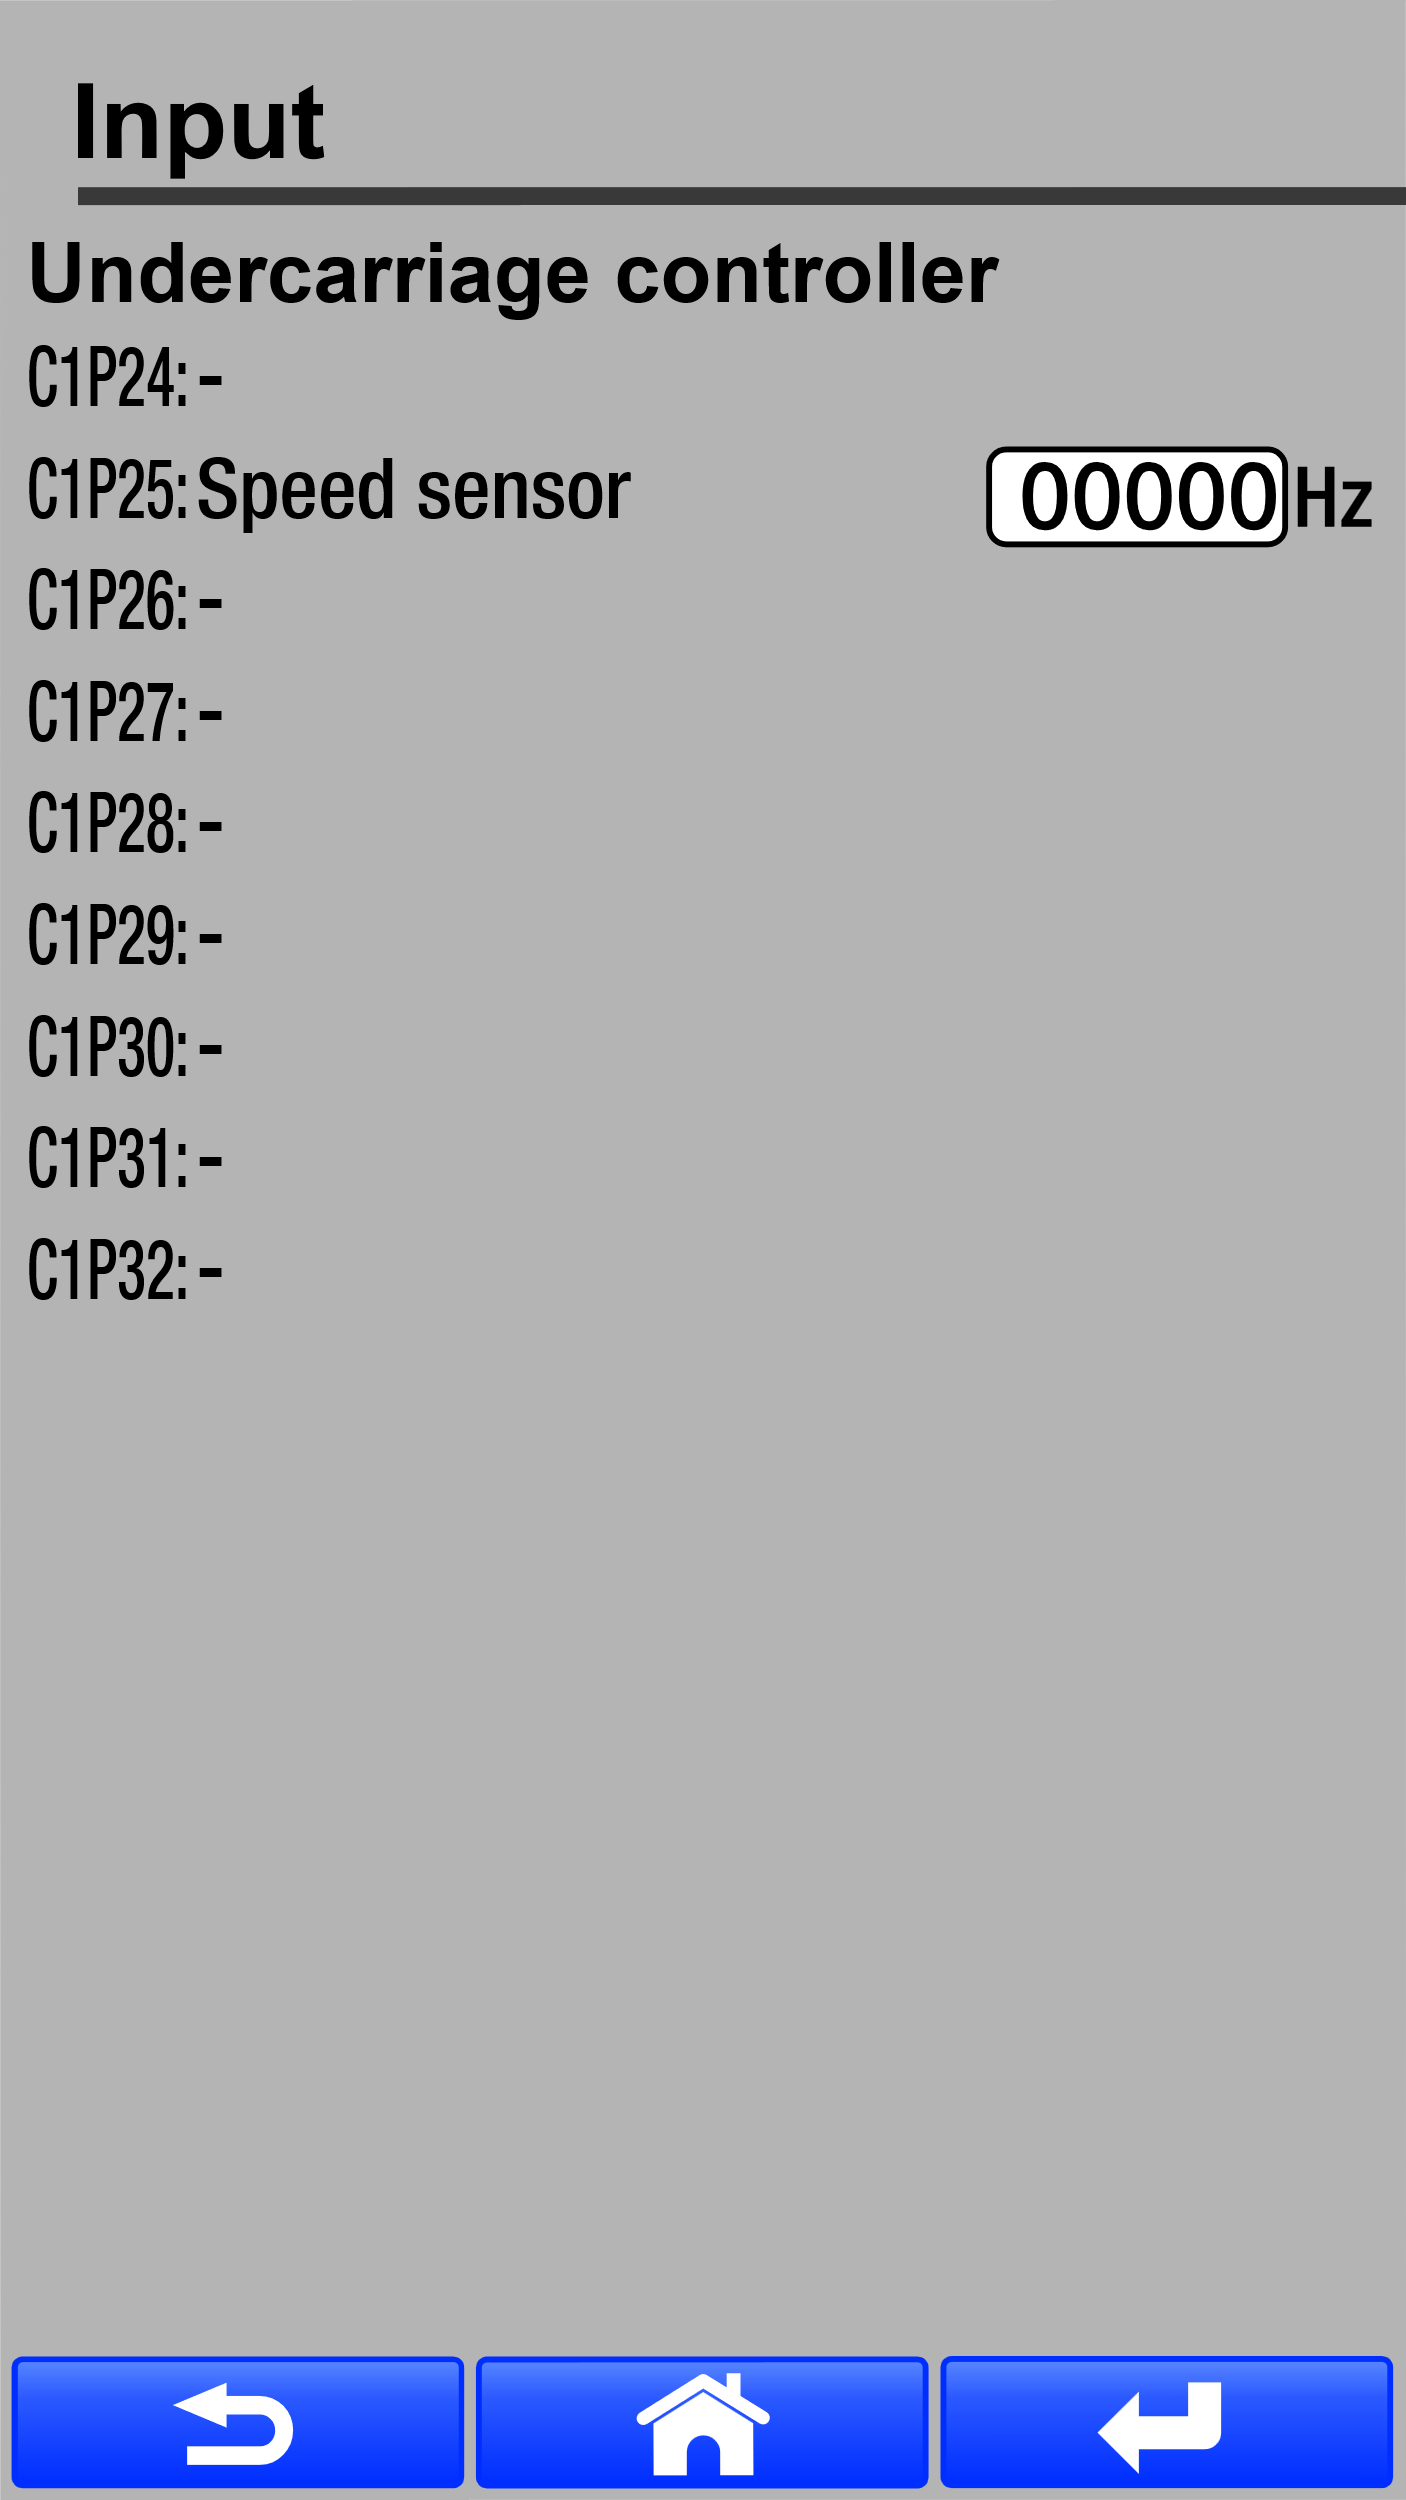 Input
Undercarriage controller
C1P24: -
C1P25: Speed sensor 00000 Hz
C1P26: -
C1P27: -
C1P28: -
C1P29: -
C1P30: -
C1P31: -
C1P32: -